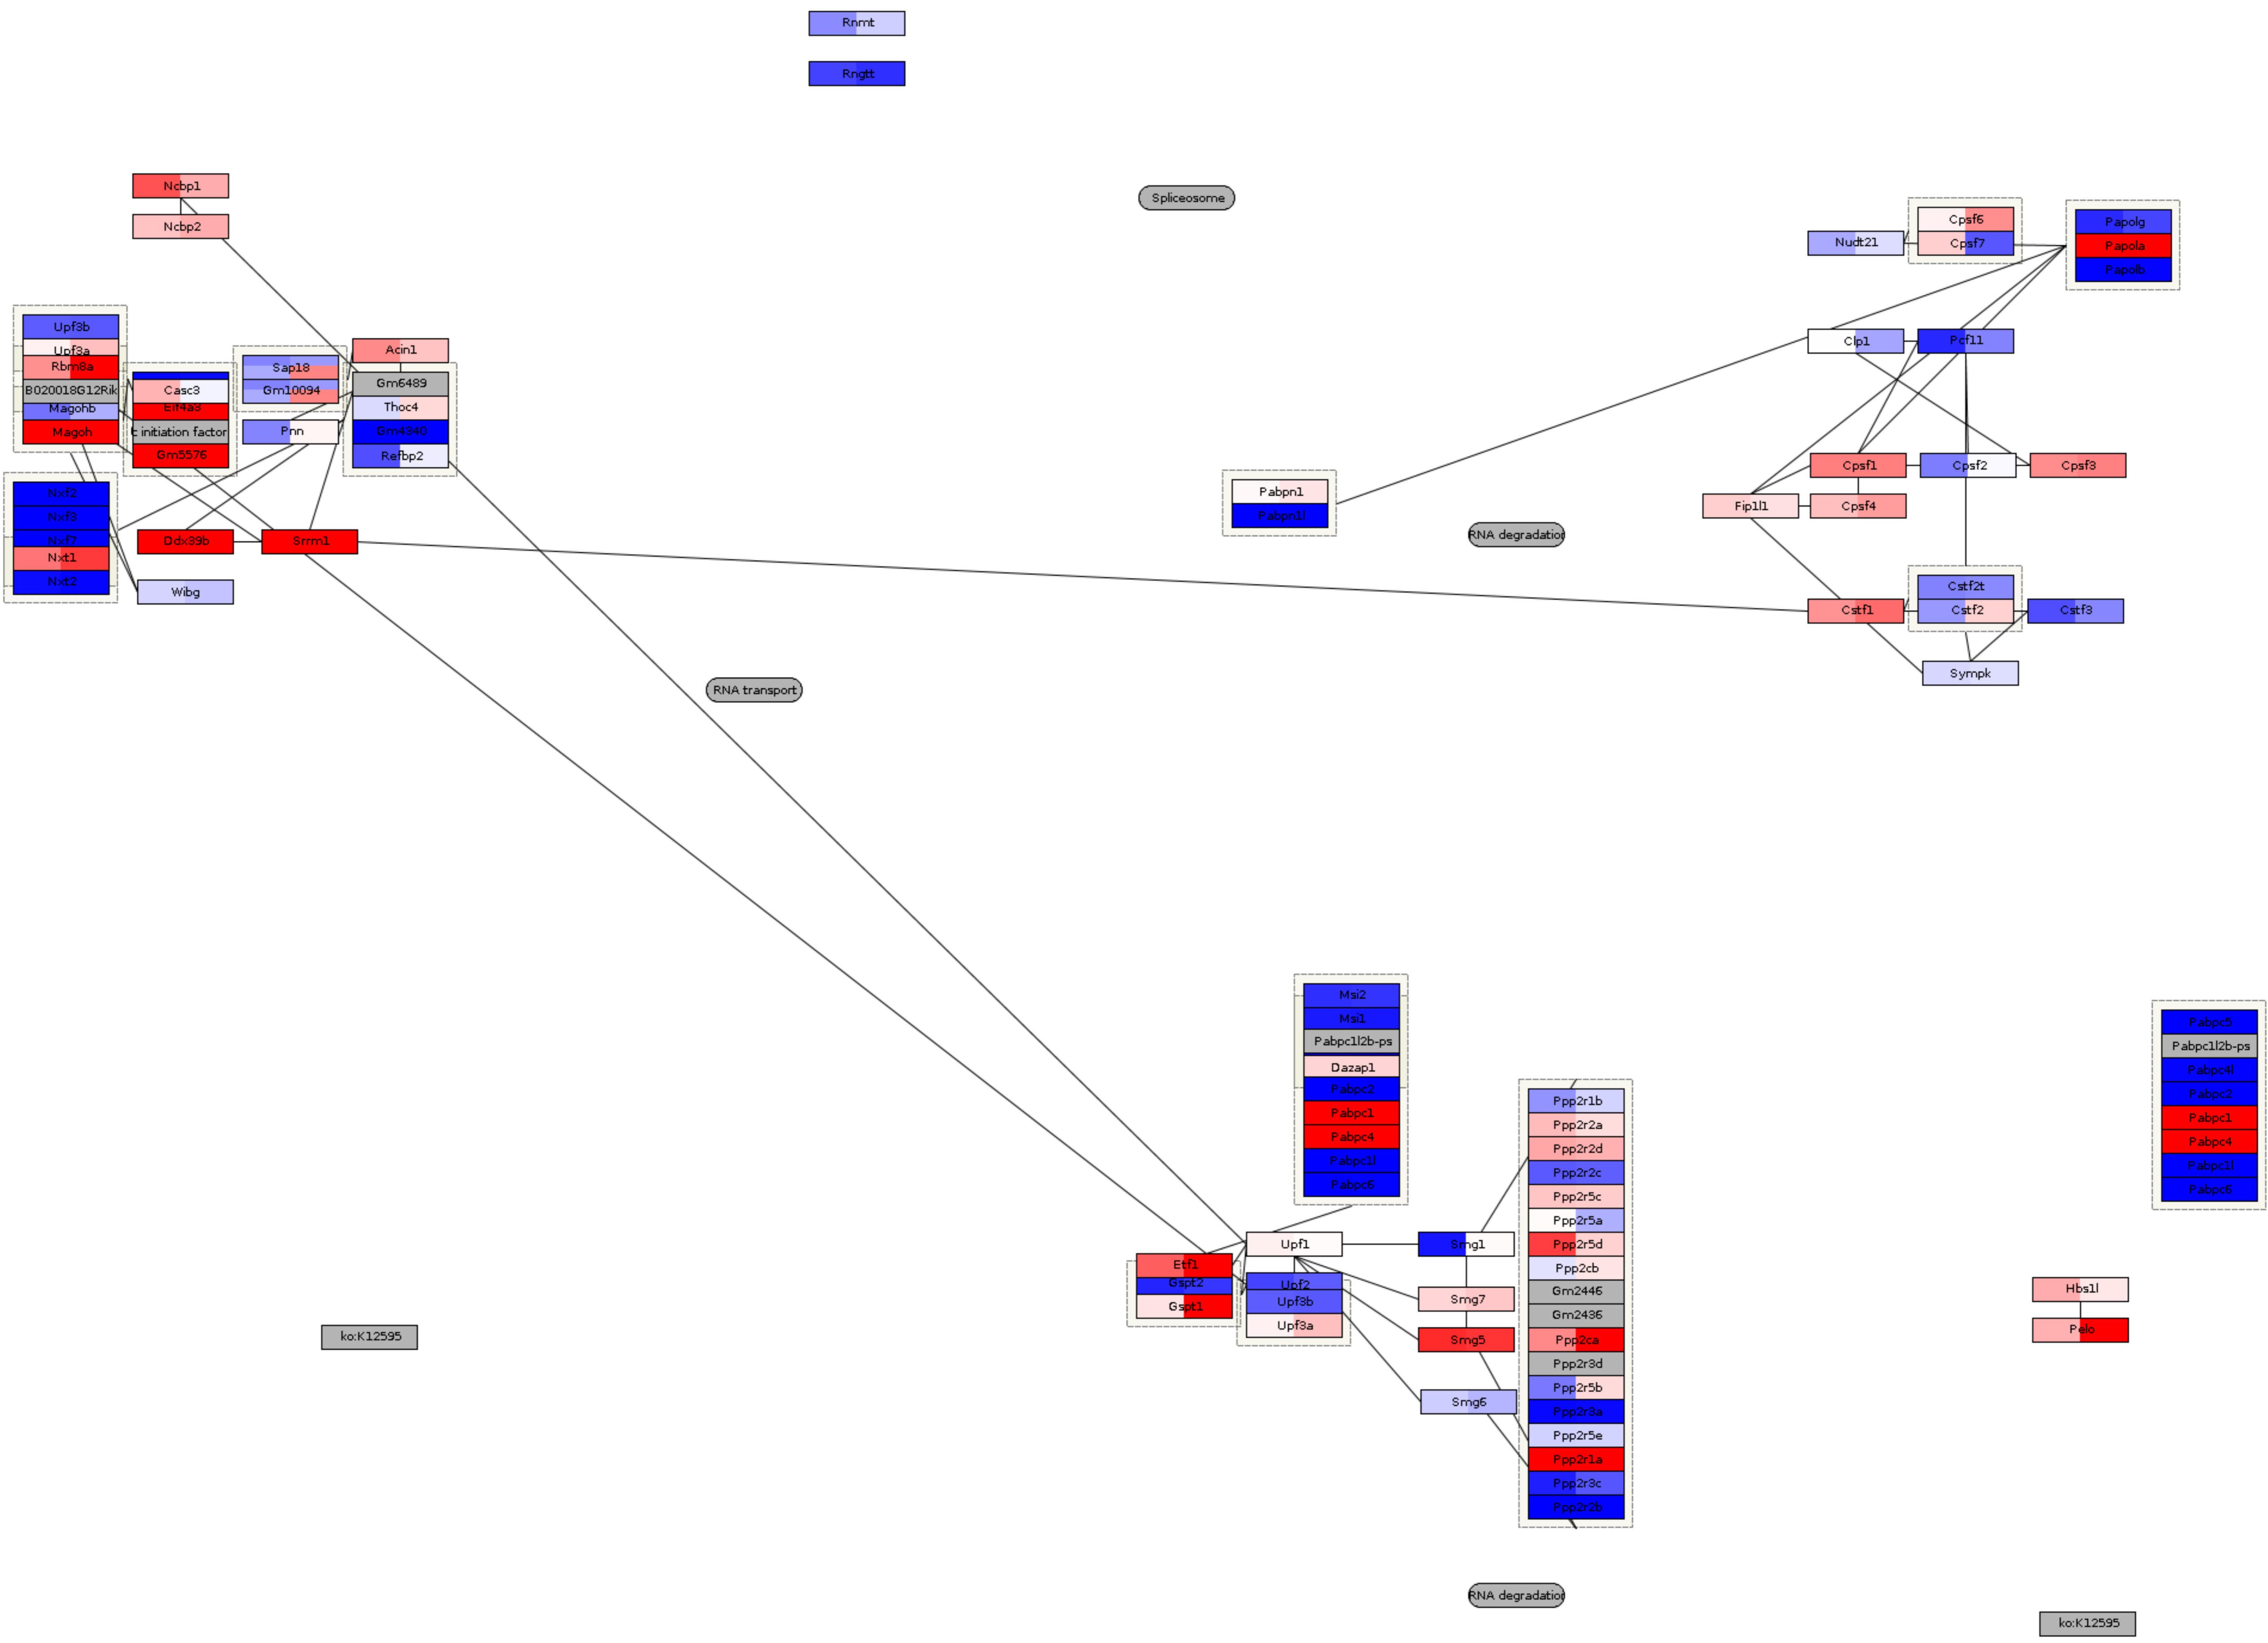 Rnmt
Rngtt
Ncbp1
Ncbp2
Spliceosome
Nudt21
Cpsf6
Cpsf7
Papolg
Papola
Papolb
Clp1
Pcf11
Upf3b
Upf3a
Rbm8a
B020018G12Rik
Magohb
Magoh
Casc3
Eif4a3
t initiation factor
Gm5576
Sap18
Gm10094
Pnn
Acin1
Gm6489
Thoc4
Gm4340
Refbp2
Cpsf1
Cpsf2
Cpsf3
Fip1l1
Cpsf4
Nxf2
Nxf3
Nxf7
Nxt1
Nxt2
Ddx39b
Srrm1
Wibg
Pabpn1
Pabpn1l
RNA degradation
Cstf2t
Cstf1
Cstf2
Cstf3
Sympk
RNA transport
Msi2
Msi1
Pabpc1l2b-ps
Dazap1
Pabpc2
Pabpc1
Pabpc4
Pabpc1l
Pabpc6
Pabpc5
Pabpc1l2b-ps
Pabpc4l
Pabpc2
Pabpc1
Pabpc4
Pabpc1l
Pabpc6
Ppp2r1b
Ppp2r2a
Ppp2r2d
Ppp2r2c
Ppp2r5c
Ppp2r5a
Ppp2r5d
Ppp2cb
Gm2446
Gm2436
Ppp2ca
Ppp2r3d
Ppp2r5b
Ppp2r3a
Ppp2r5e
Ppp2r1a
Ppp2r3c
Ppp2r2b
Upf1
Smg1
Etf1
Gspt2
Gspt1
Upf2
Upf3b
Upf3a
Smg7
Smg5
Smg6
Hbs1l
Pelo
ko:K12595
RNA degradation
ko:K12595